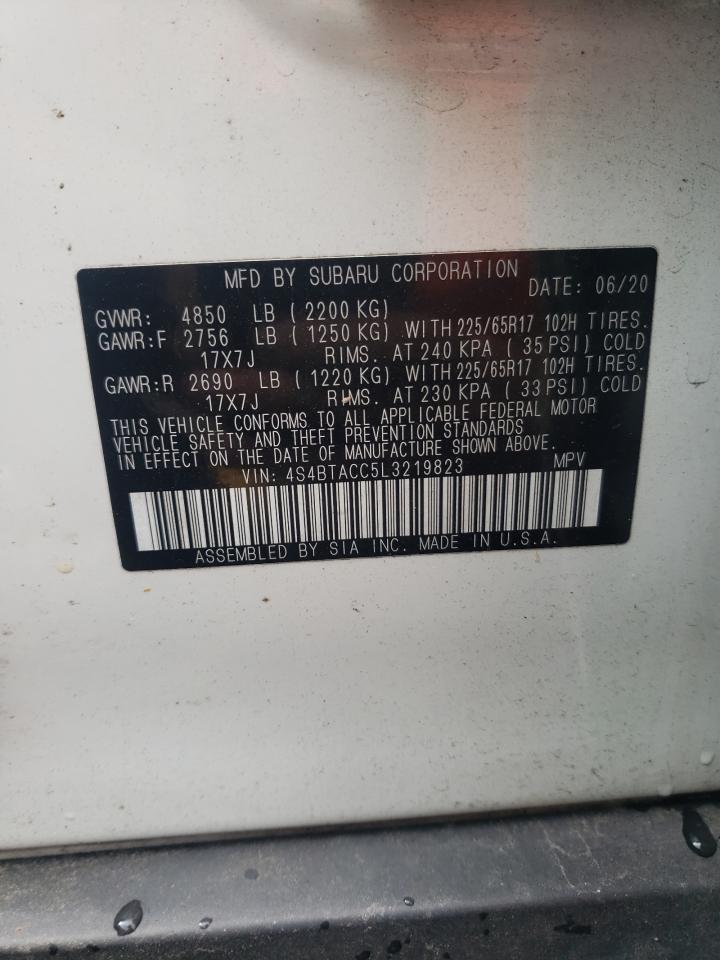 MFD BY SUBARU CORPORATION DATE: 06/20
GVWR: 4850 LB ( 2200 KG)
GAWR:F 2756 LB ( 1250 KG) WITH 225/65R17 102H TIRES.
17X7J RIMS. AT 240 KPA ( 35 PSI) COLD
GAWR:R 2690 LB ( 1220 KG) WITH 225/65R17 102H TIRES.
17X7J RIMS. AT 230 KPA ( 33 PSI) COLD
THIS VEHICLE CONFORMS TO ALL APPLICABLE FEDERAL MOTOR
VEHICLE SAFETY AND THEFT PREVENTION STANDARDS
IN EFFECT ON THE DATE OF MANUFACTURE SHOWN ABOVE.
VIN: 4S4BTACC5L3219823 MPV
ASSEMBLED BY SIA INC. MADE IN U.S.A.